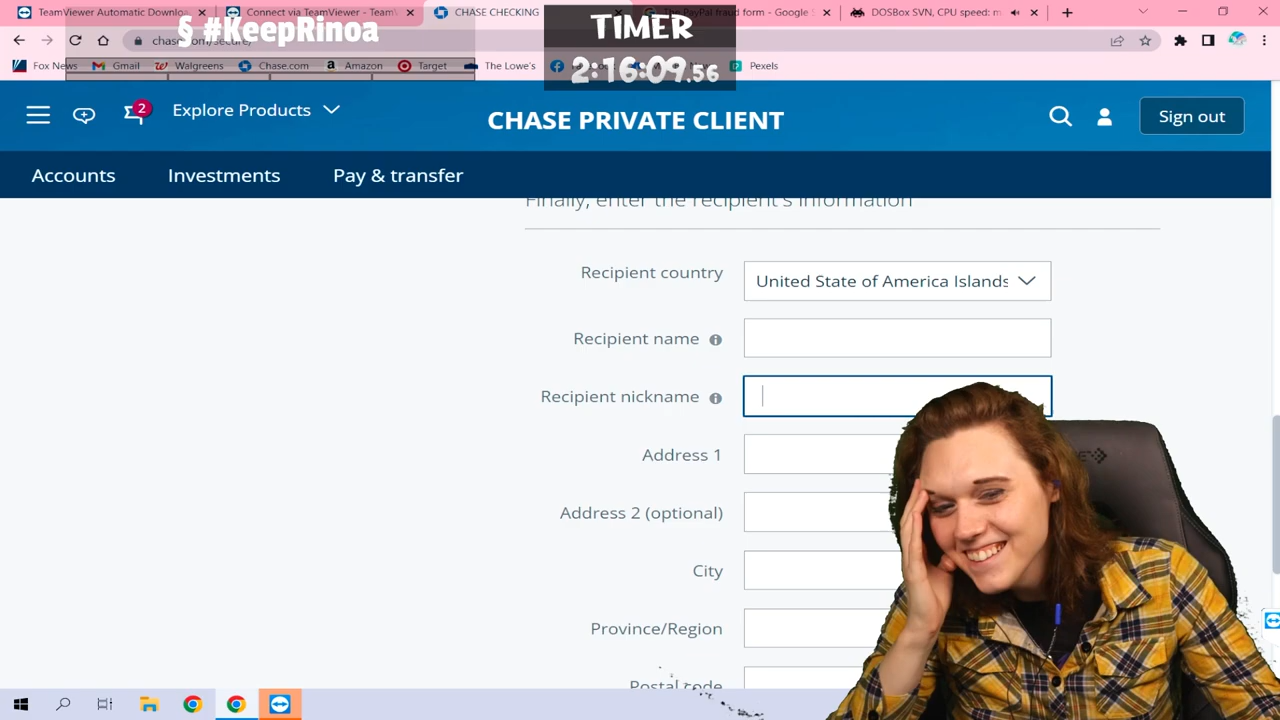 TeamViewer Automatic Downloa
Connect via TeamViewer - TeamV
CHASE CHECKING
The PayPal fraud form - Google S
DOSBox SVN, CPU speed: m
§ #KeepRinoa
TIMER
2:16:09.56
Fox News
Gmail
Walgreens
Chase.com
Amazon
Target
The Lowe's
Pexels
2
Explore Products
CHASE PRIVATE CLIENT
Sign out
Accounts
Investments
Pay & transfer
Finally, enter the recipient's information
Recipient country
United State of America Islands
Recipient name
Recipient nickname
Address 1
Address 2 (optional)
City
Province/Region
Postal code